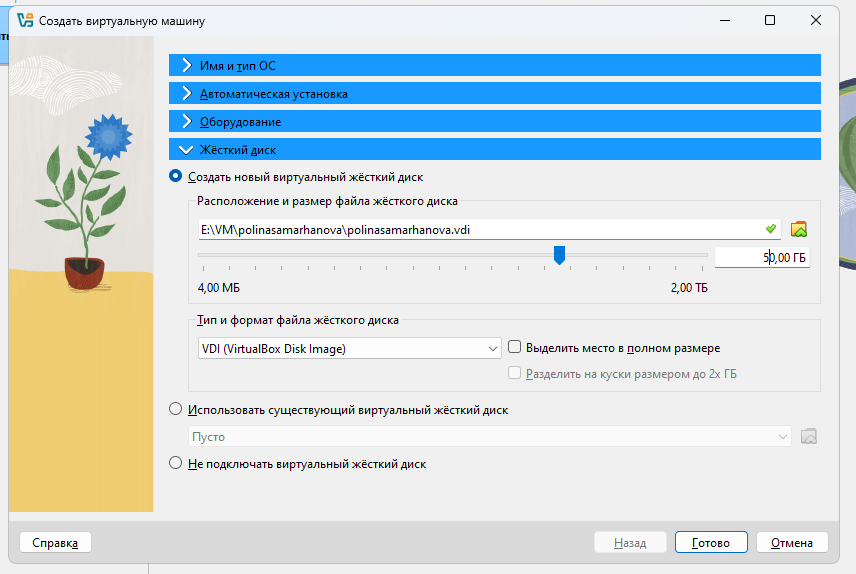 Создать виртуальную машину
Имя и тип ОС
Автоматическая установка
Оборудование
Жёсткий диск
Создать новый виртуальный жёсткий диск
Расположение и размер файла жёсткого диска
E:\VM\polinasamarhanova\polinasamarhanova.vdi
50,00 ГБ
4,00 МБ 2,00 ТБ
Тип и формат файла жёсткого диска
VDI (VirtualBox Disk Image) Выделить место в полном размере
Разделить на куски размером до 2х ГБ
Использовать существующий виртуальный жёсткий диск
Пусто
Не подключать виртуальный жёсткий диск
Справка Назад Готово Отмена